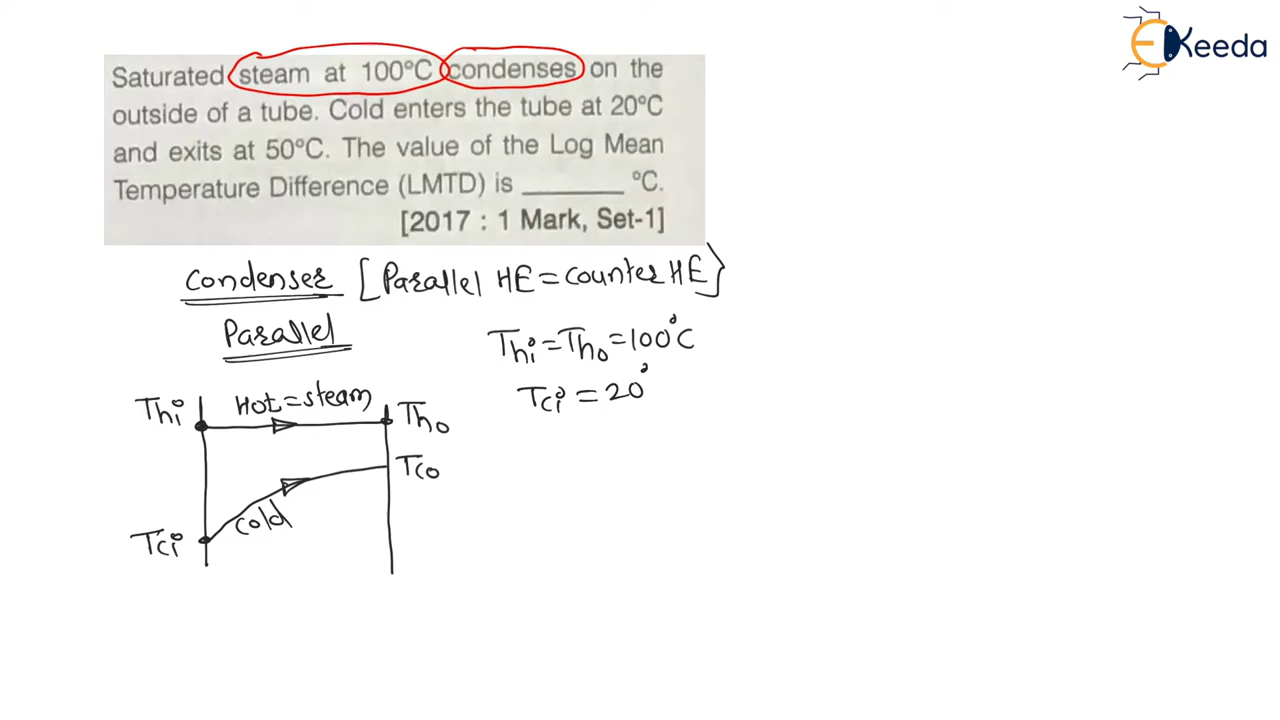 EKeeda
Saturated steam at 100°C condenses on the
outside of a tube. Cold enters the tube at 20°C
and exits at 50°C. The value of the Log Mean
Temperature Difference (LMTD) is ________ °C.
[2017 : 1 Mark, Set-1]
Condenser [Parallel HE = Counter HE]
Parallel
Thi = Tho = 100°C
Tci = 20°
Thi Hot = steam Tho
Tco
cold
Tci